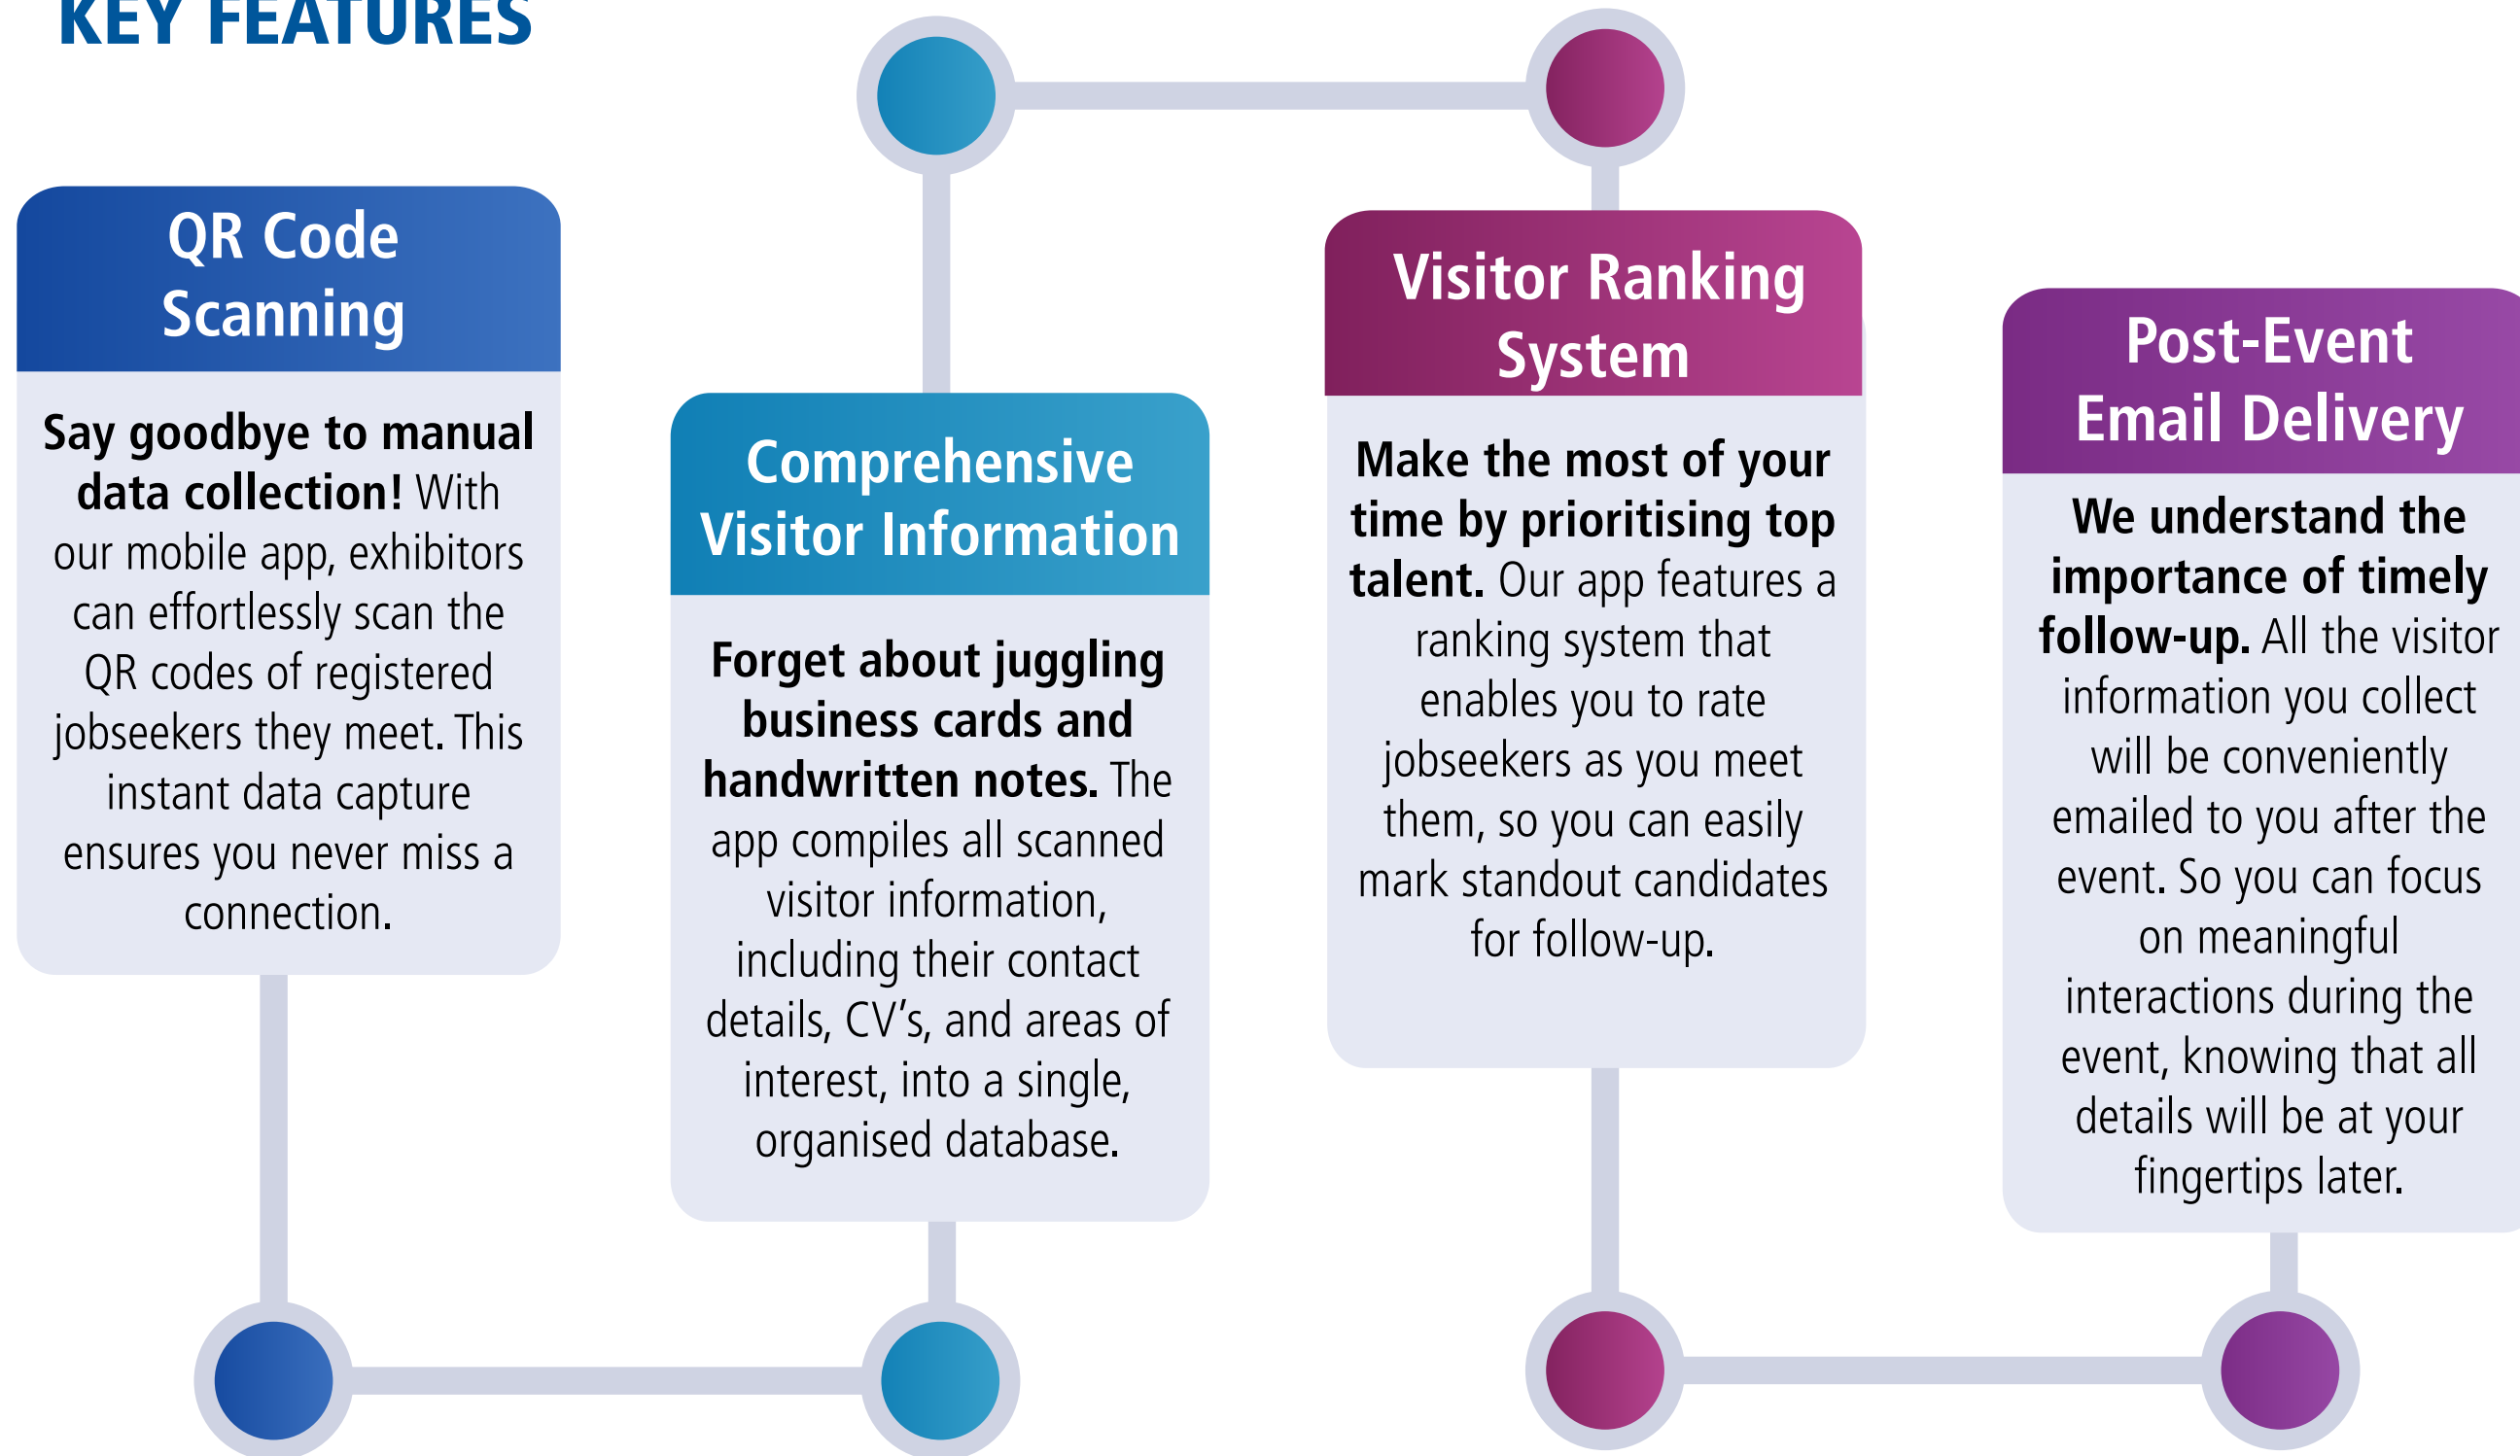 KEY FEATURES
QR Code
Scanning
Say goodbye to manual
data collection! With
our mobile app, exhibitors
can effortlessly scan the
QR codes of registered
jobseekers they meet. This
instant data capture
ensures you never miss a
connection.
Comprehensive
Visitor Information
Forget about juggling
business cards and
handwritten notes. The
app compiles all scanned
visitor information,
including their contact
details, CV’s, and areas of
interest, into a single,
organised database.
Visitor Ranking
System
Make the most of your
time by prioritising top
talent. Our app features a
ranking system that
enables you to rate
jobseekers as you meet
them, so you can easily
mark standout candidates
for follow-up.
Post-Event
Email Delivery
We understand the
importance of timely
follow-up. All the visitor
information you collect
will be conveniently
emailed to you after the
event. So you can focus
on meaningful
interactions during the
event, knowing that all
details will be at your
fingertips later.